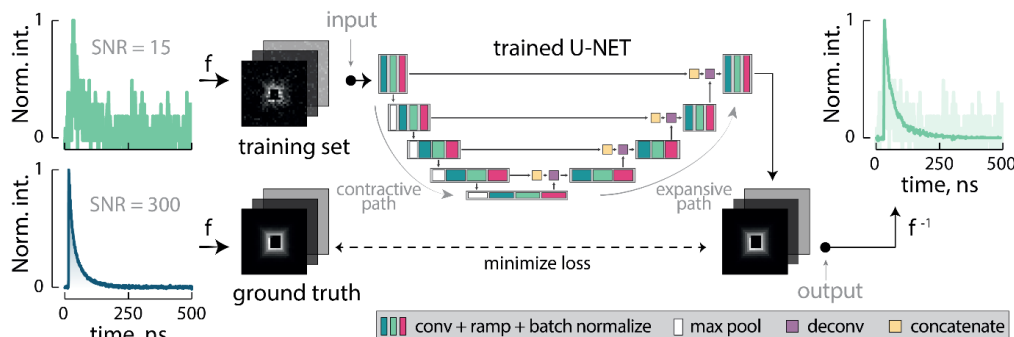 input
1
Norm. int.
SNR = 15
0
f
training set
trained U-NET
1
Norm. int.
0
0
250
500
time, ns
1
Norm. int.
SNR = 300
0
0
250
500
time, ns
f
ground truth
contractive
path
expansive
path
minimize loss
f -1
output
conv + ramp + batch normalize
max pool
deconv
concatenate